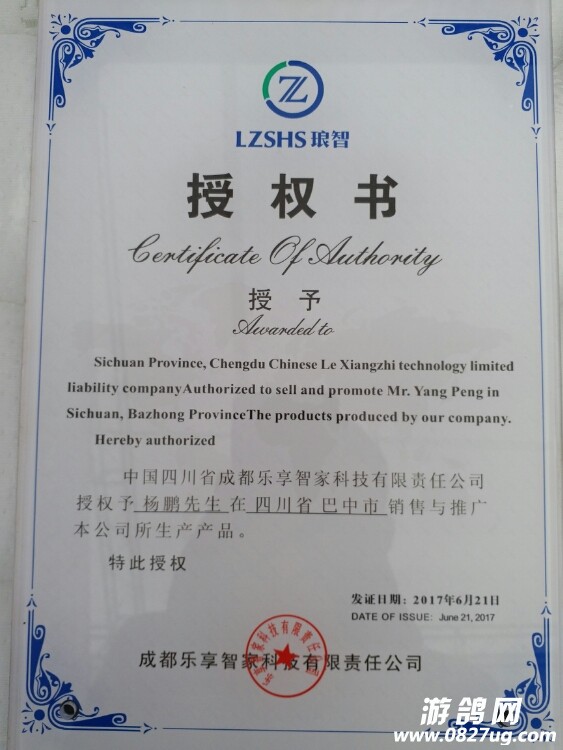 LZSHS 琅智
授权书
Certificate Of Authority
授予
Awarded to
Sichuan Province, Chengdu Chinese Le Xiangzhi technology limited
liability companyAuthorized to sell and promote Mr. Yang Peng in
Sichuan, Bazhong ProvinceThe products produced by our company.
Hereby authorized
中国四川省成都乐享智家科技有限责任公司
授权予 杨鹏先生 在 四川省 巴中市 销售与推广
本公司所生产产品。
特此授权
发证日期：2017年6月21日
DATE OF ISSUE: June 21, 2017
成都乐享智家科技有限责任公司
游鸽网
www.0827ug.com